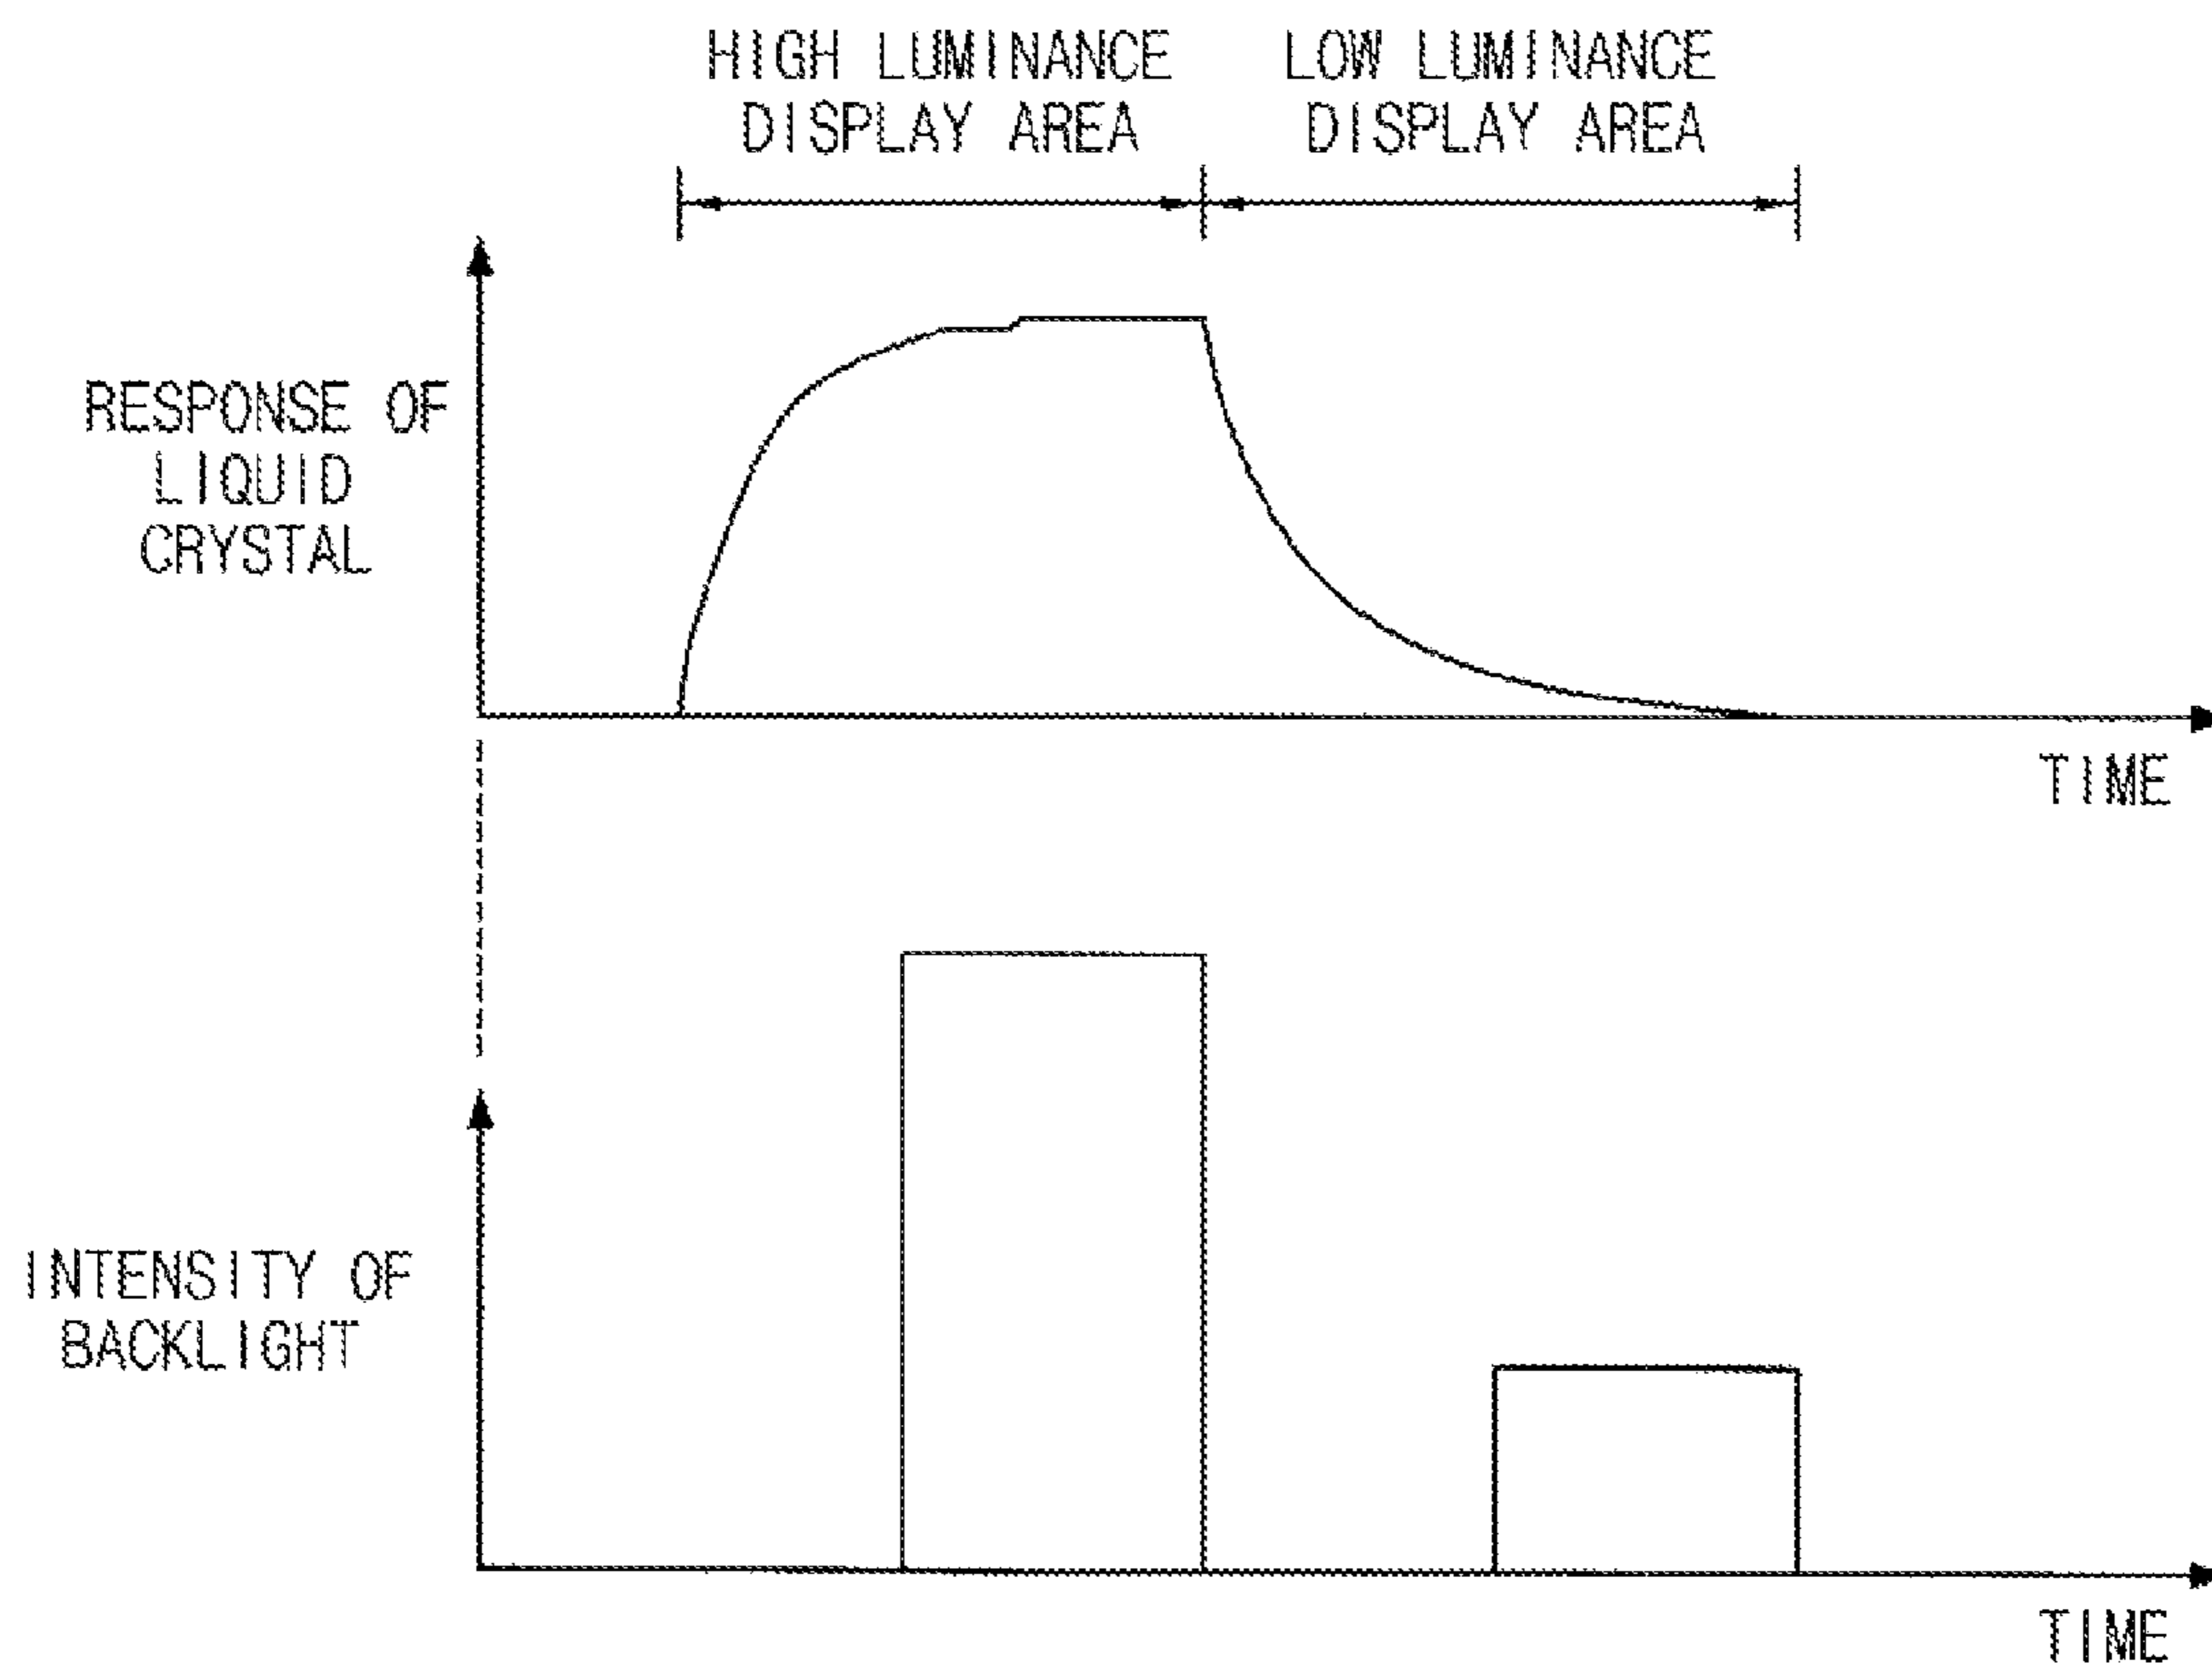 HIGH LUMINANCE
DISPLAY AREA
LOW LUMINANCE
DISPLAY AREA
RESPONSE OF
LIQUID
CRYSTAL
TIME
INTENSITY OF
BACKLIGHT
TIME